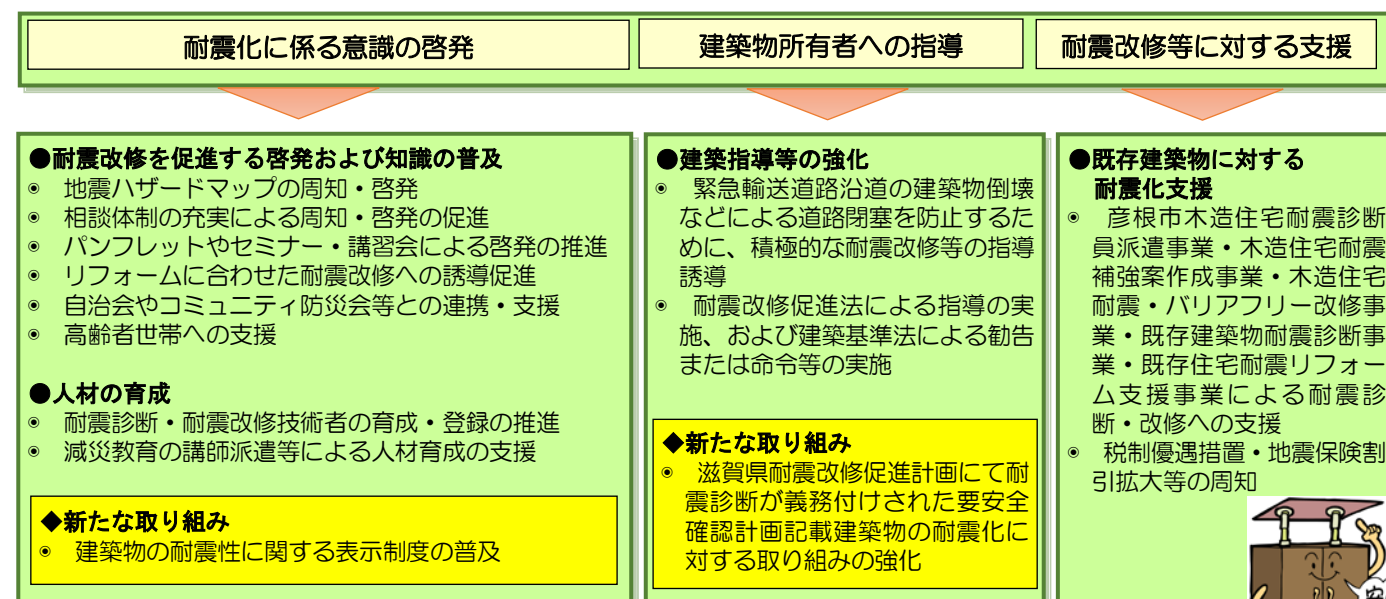 耐震化に係る意識の啓発
建築物所有者への指導
耐震改修等に対する支援
●耐震改修を促進する啓発および知識の普及
◉ 地震ハザードマップの周知・啓発
◉ 相談体制の充実による周知・啓発の促進
◉ パンフレットやセミナー・講習会による啓発の推進
◉ リフォームに合わせた耐震改修への誘導促進
◉ 自治会やコミュニティ防災会等との連携・支援
◉ 高齢者世帯への支援
●人材の育成
◉ 耐震診断・耐震改修技術者の育成・登録の推進
◉ 減災教育の講師派遣等による人材育成の支援
◆新たな取り組み
◉ 建築物の耐震性に関する表示制度の普及
●建築指導等の強化
◉ 緊急輸送道路沿道の建築物倒壊
などによる道路閉塞を防止するた
めに、積極的な耐震改修等の指導
誘導
◉ 耐震改修促進法による指導の実
施、および建築基準法による勧告
または命令等の実施
◆新たな取り組み
◉ 滋賀県耐震改修促進計画にて耐
震診断が義務付けされた要安全
確認計画記載建築物の耐震化に
対する取り組みの強化
●既存建築物に対する
耐震化支援
◉ 彦根市木造住宅耐震診断
員派遣事業・木造住宅耐震
補強案作成事業・木造住宅
耐震・バリアフリー改修事
業・既存建築物耐震診断事
業・既存住宅耐震リフォー
ム支援事業による耐震診
断・改修への支援
◉ 税制優遇措置・地震保険割
引拡大等の周知